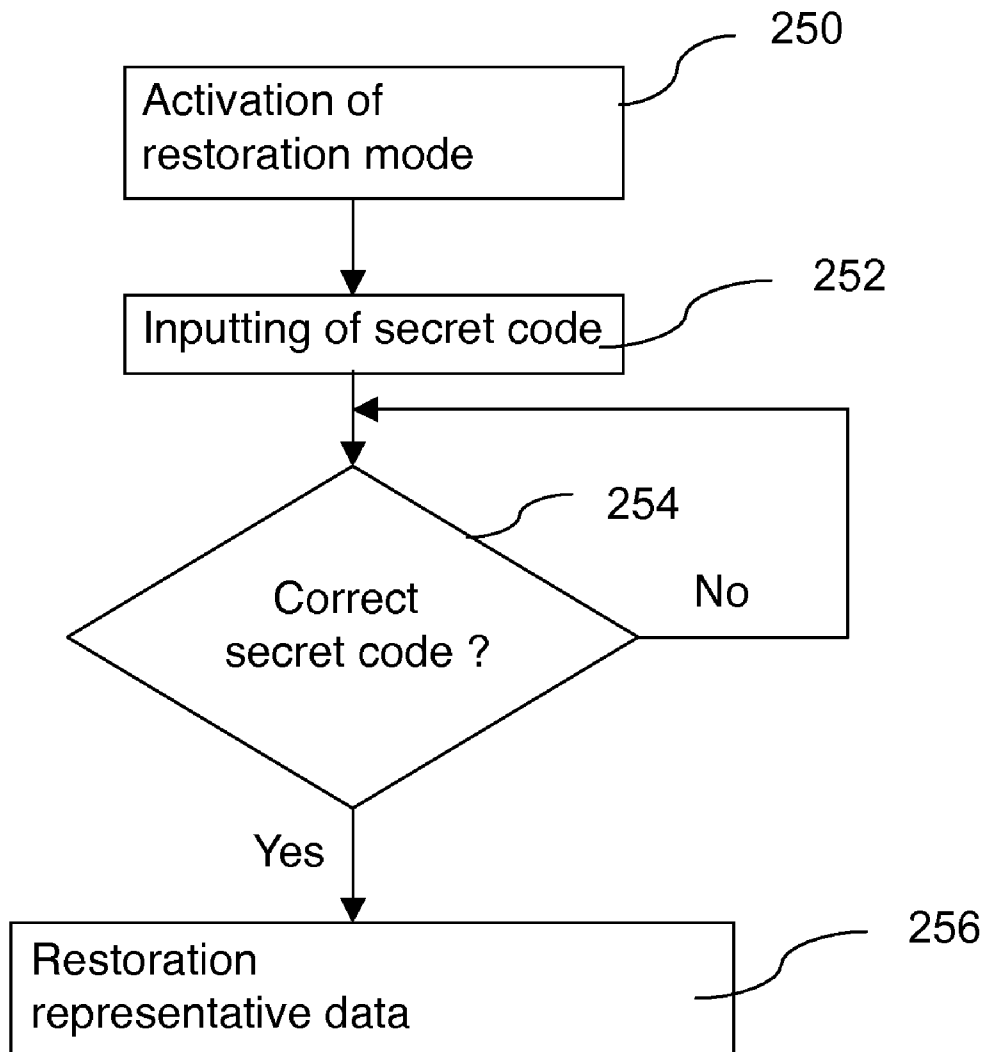 250
Activation of
restoration mode
252
Inputting of secret code
254
Correct
secret code ?
No
Yes
256
Restoration
representative data